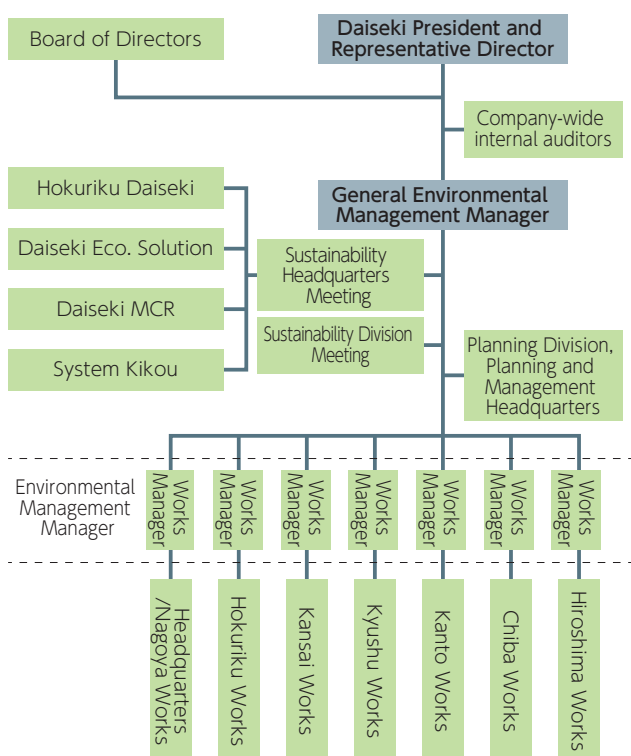 Board of Directors
Daiseki President and
Representative Director
Company-wide
internal auditors
Hokuriku Daiseki
General Environmental
Management Manager
Daiseki Eco. Solution
Sustainability
Headquarters
Meeting
Daiseki MCR
Sustainability Division
Meeting
System Kikou
Planning Division,
Planning and
Management
Headquarters
Environmental
Management
Manager
Works
Manager
Works
Manager
Works
Manager
Works
Manager
Works
Manager
Works
Manager
Works
Manager
Headquarters
/Nagoya Works
Hokuriku Works
Kansai Works
Kyushu Works
Kanto Works
Chiba Works
Hiroshima Works